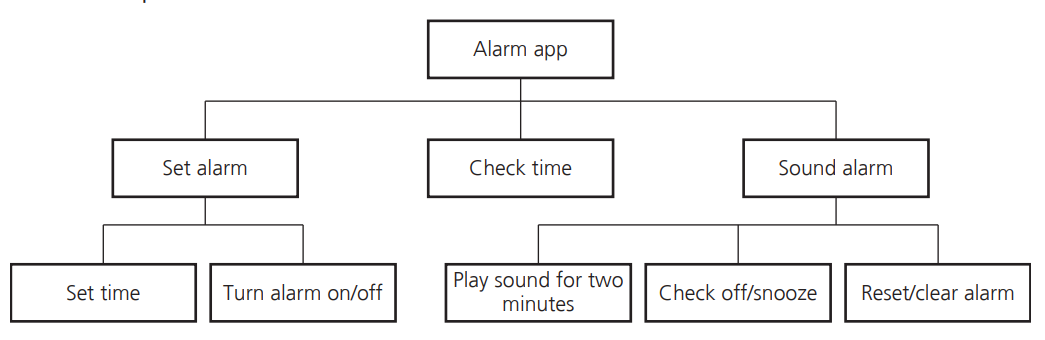 Alarm app
Set alarm
Check time
Sound alarm
Set time
Turn alarm on/off
Play sound for two
minutes
Check off/snooze
Reset/clear alarm